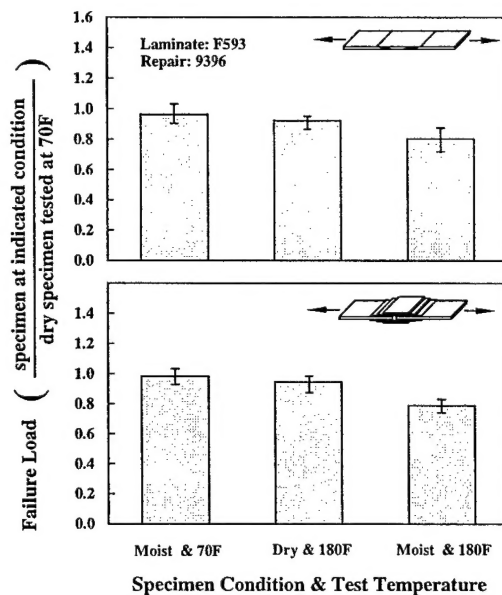 Failure Load ( specimen at indicated condition
dry specimen tested at 70F )
1.6
1.4
1.2
1.0
0.8
0.6
0.4
0.2
0.0
Laminate: F593
Repair: 9396
1.4
1.2
1.0
0.8
0.6
0.4
0.2
0.0
Moist & 70F
Dry & 180F
Moist & 180F
Specimen Condition & Test Temperature